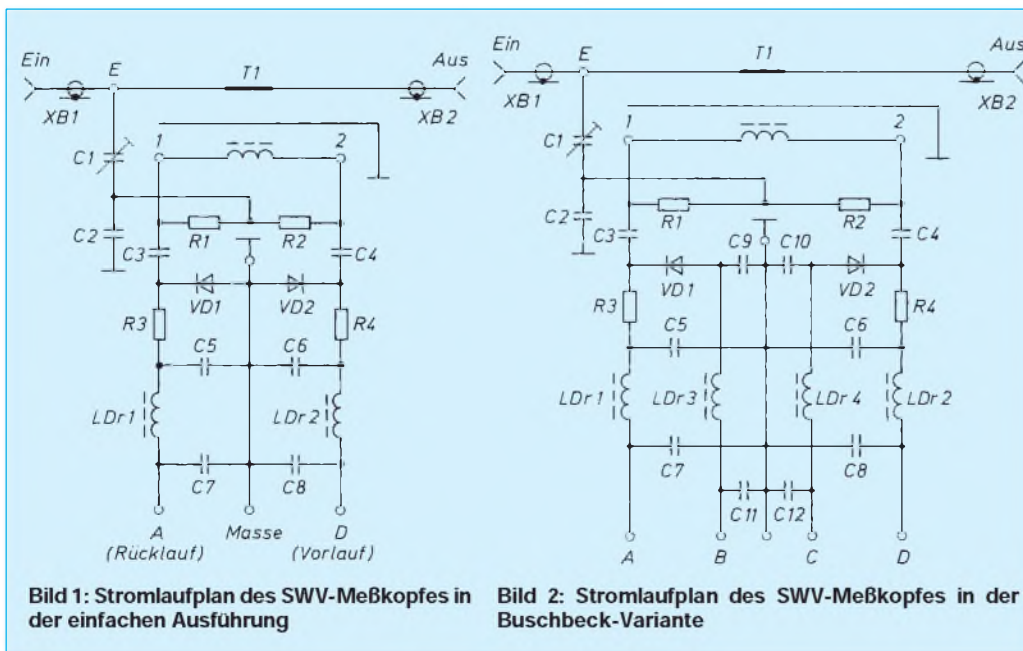 Ein
E
T1
Aus
XB1
XB2
C1
1
2
C2
R1
R2
C3
C4
VD1
VD2
R3
R4
C5
C6
LDr1
LDr2
C7
C8
A
Masse
D
(Rücklauf)
(Vorlauf)
Bild 1: Stromlaufplan des SWV-Meßkopfes in
der einfachen Ausführung
Ein
E
T1
Aus
XB1
XB2
C1
1
2
C2
R1
R2
C3
C9
C10
C4
VD1
VD2
R3
R4
C5
C6
LDr1
LDr3
LDr4
LDr2
C7
C8
C11
C12
A
B
C
D
Bild 2: Stromlaufplan des SWV-Meßkopfes in der
Buschbeck-Variante